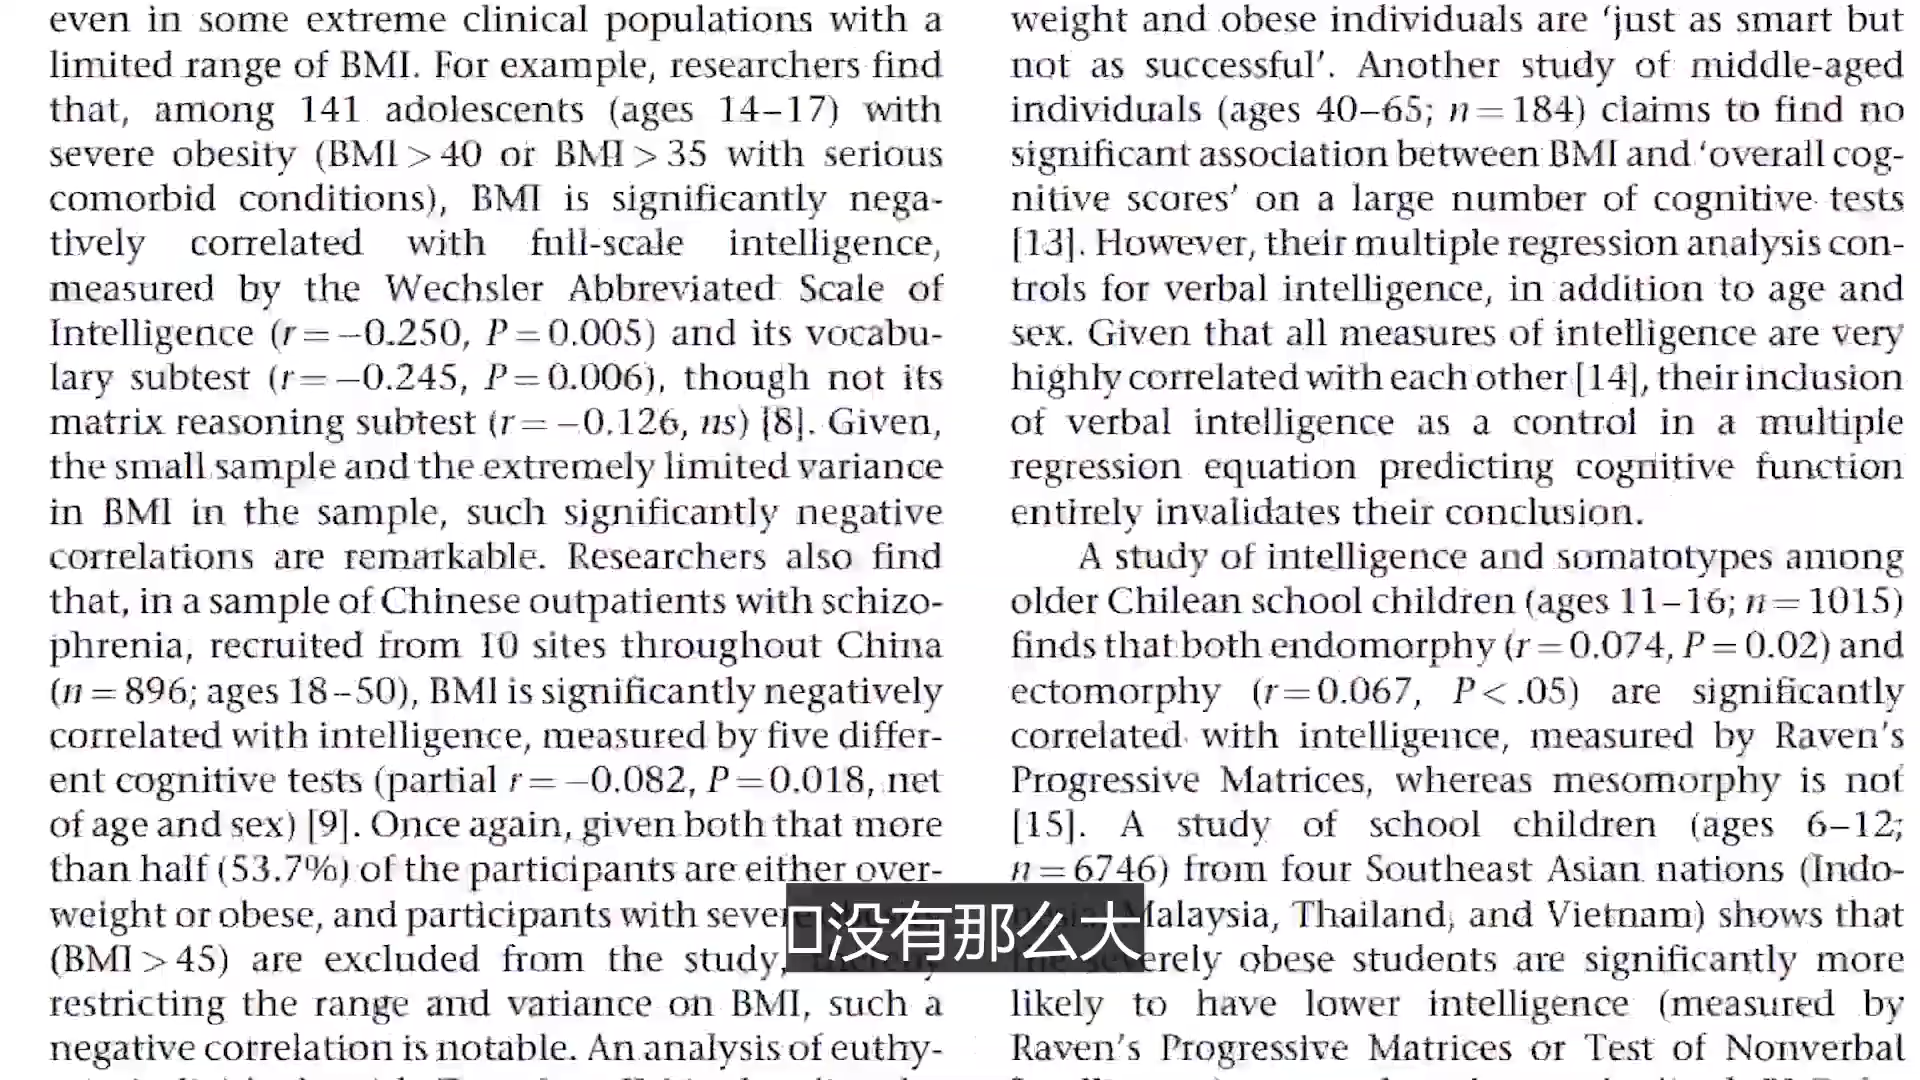 even in some extreme clinical populations with a
limited range of BMI. For example, researchers find
that, among 141 adolescents (ages 14–17) with
severe obesity (BMI > 40 or BMI > 35 with serious
comorbid conditions), BMI is significantly nega-
tively correlated with full-scale intelligence,
measured by the Wechsler Abbreviated Scale of
Intelligence (r = −0.250, P = 0.005) and its vocabu-
lary subtest (r = −0.245, P = 0.006), though not its
matrix reasoning subtest (r = −0.126, ns) [8]. Given,
the small sample and the extremely limited variance
in BMI in the sample, such significantly negative
correlations are remarkable. Researchers also find
that, in a sample of Chinese outpatients with schizo-
phrenia, recruited from 10 sites throughout China
(n = 896; ages 18–50), BMI is significantly negatively
correlated with intelligence, measured by five differ-
ent cognitive tests (partial r = −0.082, P = 0.018, net
of age and sex) [9]. Once again, given both that more
than half (53.7%) of the participants are either over-
weight or obese, and participants with severe
(BMI > 45) are excluded from the study,
restricting the range and variance on BMI, such a
negative correlation is notable. An analysis of euthy-
weight and obese individuals are ‘just as smart but
not as successful’. Another study of middle-aged
individuals (ages 40–65; n = 184) claims to find no
significant association between BMI and ‘overall cog-
nitive scores’ on a large number of cognitive tests
[13]. However, their multiple regression analysis con-
trols for verbal intelligence, in addition to age and
sex. Given that all measures of intelligence are very
highly correlated with each other [14], their inclusion
of verbal intelligence as a control in a multiple
regression equation predicting cognitive function
entirely invalidates their conclusion.
A study of intelligence and somatotypes among
older Chilean school children (ages 11–16; n = 1015)
finds that both endomorphy (r = 0.074, P = 0.02) and
ectomorphy (r = 0.067, P < .05) are significantly
correlated with intelligence, measured by Raven’s
Progressive Matrices, whereas mesomorphy is not
[15]. A study of school children (ages 6–12;
n = 6746) from four Southeast Asian nations (Indo-
Malaysia, Thailand, and Vietnam) shows that
severely obese students are significantly more
likely to have lower intelligence (measured by
Raven’s Progressive Matrices or Test of Nonverbal
没有那么大